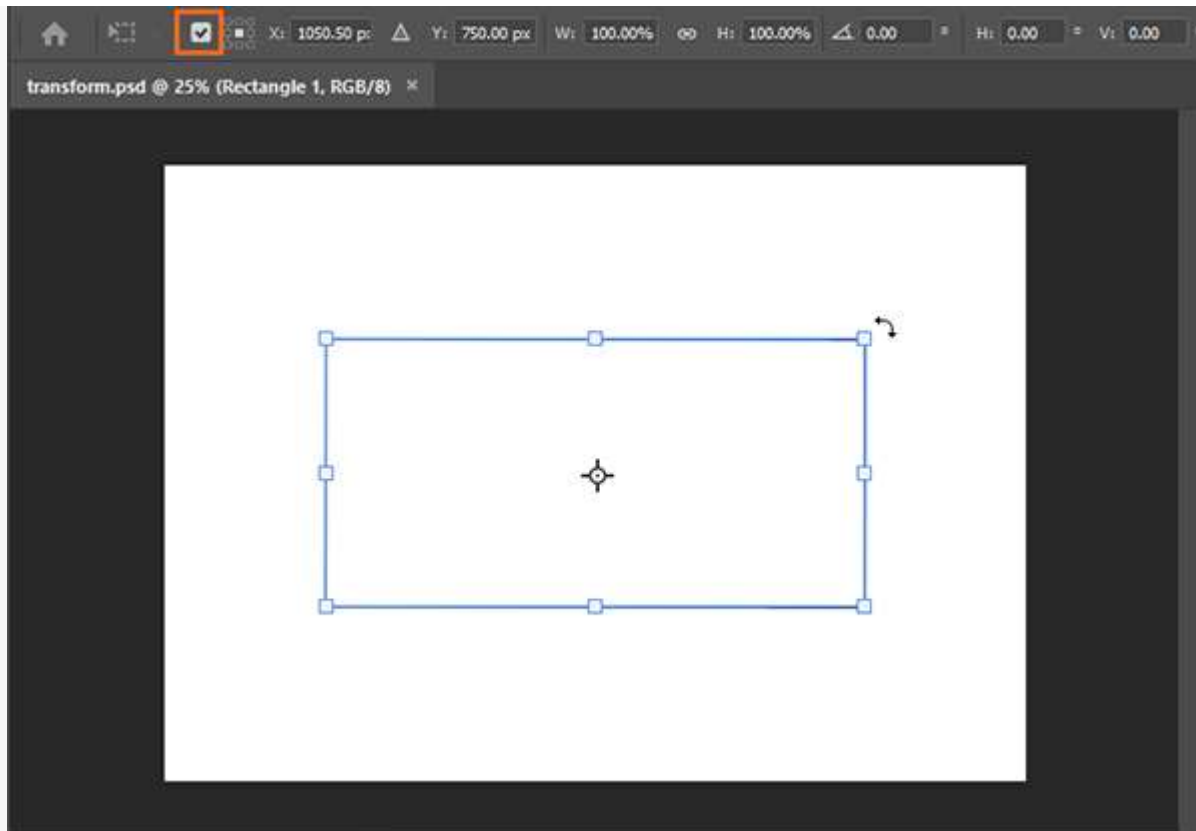 X: 1050.50 p: Δ Y: 750.00 px W: 100.00% H: 100.00% 0.00 ° H: 0.00 ° V: 0.00
transform.psd @ 25% (Rectangle 1, RGB/8) ×